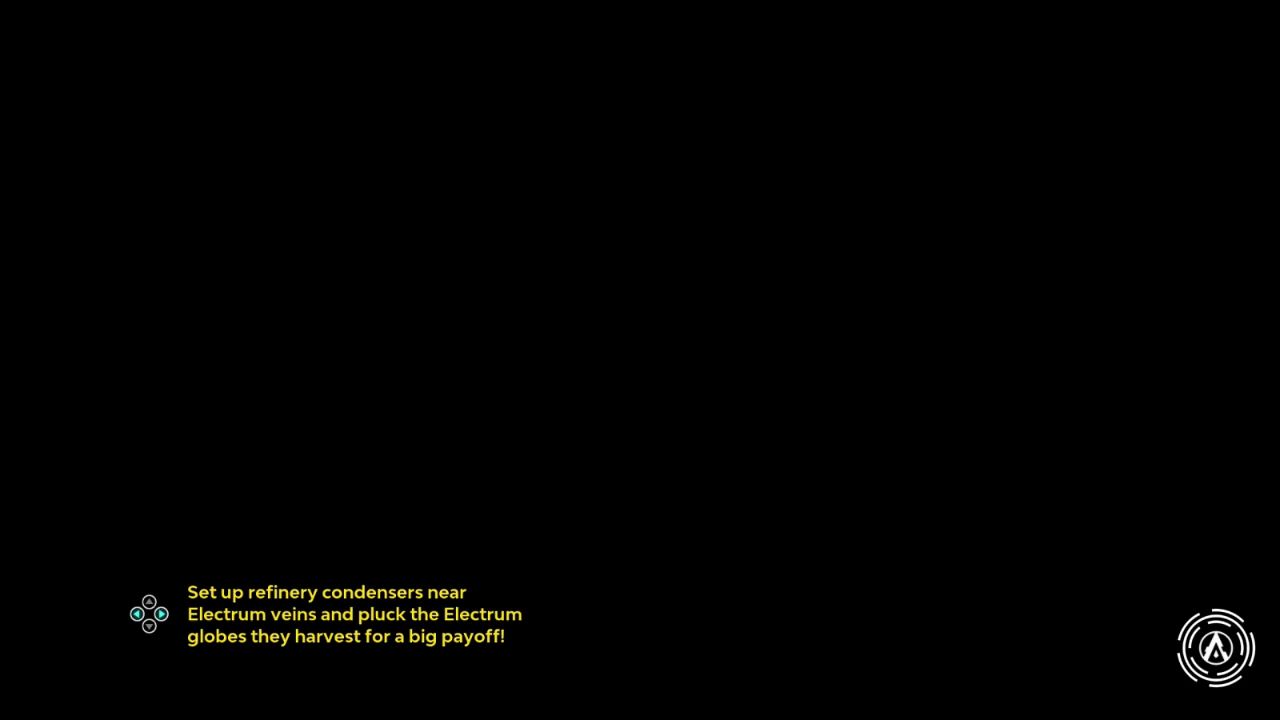 Set up refinery condensers near
Electrum veins and pluck the Electrum
globes they harvest for a big payoff!